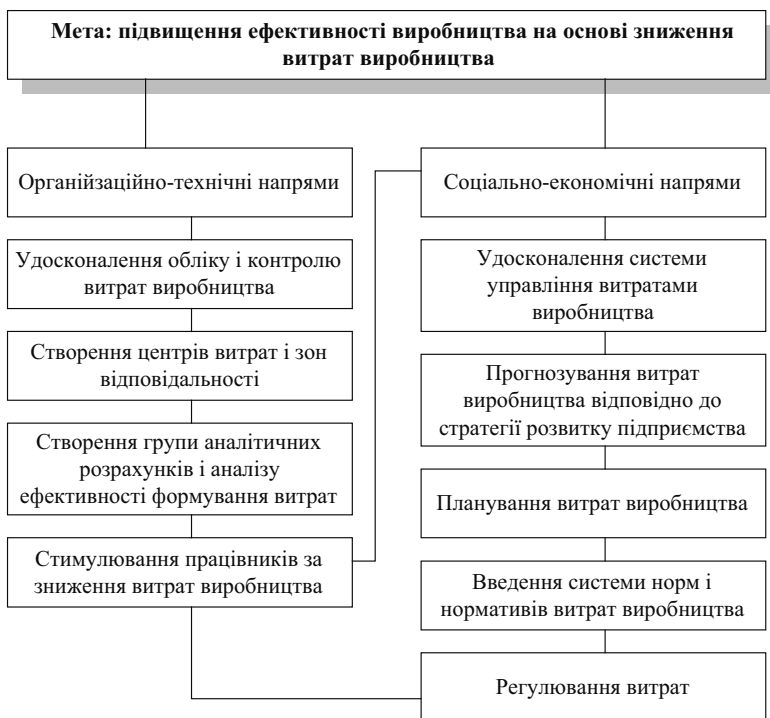 Мета: підвищення ефективності виробництва на основі зниження
витрат виробництва
Органійзаційно-технічні напрями
Удосконалення обліку і контролю
витрат виробництва
Створення центрів витрат і зон
відповідальності
Створення групи аналітичних
розрахунків і аналізу
ефективності формування витрат
Стимулювання працівників за
зниження витрат виробництва
Соціально-економічні напрями
Удосконалення системи
управління витратами
виробництва
Прогнозування витрат
виробництва відповідно до
стратегії розвитку підприємства
Планування витрат виробництва
Введення системи норм і
нормативів витрат виробництва
Регулювання витрат